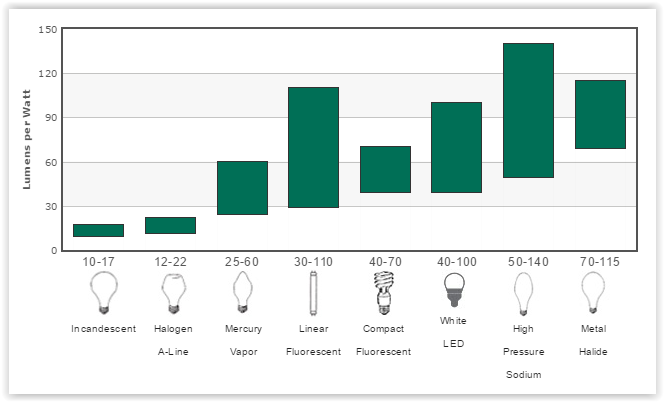 150
120
90
60
30
0
Lumens per Watt
10-17 12-22 25-60 30-110 40-70 40-100 50-140 70-115
Incandescent
Halogen
A-Line
Mercury
Vapor
Linear
Fluorescent
Compact
Fluorescent
White
LED
High
Pressure
Sodium
Metal
Halide